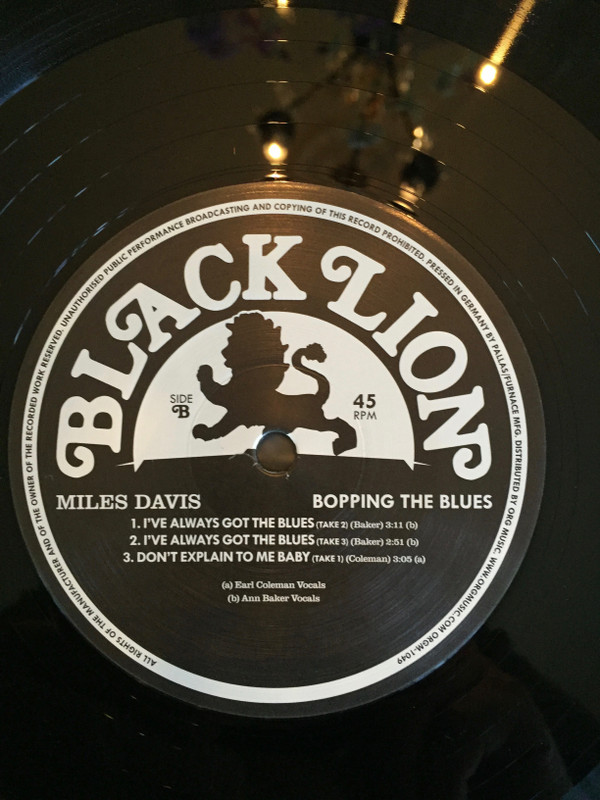 BLACK LION
SIDE
B
45
RPM
MILES DAVIS
BOPPING THE BLUES
1. I'VE ALWAYS GOT THE BLUES (TAKE 2) (Baker) 3:11 (b)
2. I'VE ALWAYS GOT THE BLUES (TAKE 3) (Baker) 2:51 (b)
3. DON'T EXPLAIN TO ME BABY (TAKE 1) (Coleman) 3:05 (a)
(a) Earl Coleman Vocals
(b) Ann Baker Vocals
ALL RIGHTS OF THE MANUFACTURER AND OF THE OWNER OF THE RECORDED WORK RESERVED. UNAUTHORISED PUBLIC PERFORMANCE BROADCASTING AND COPYING OF THIS RECORD PROHIBITED. PRESSED IN GERMANY BY PALLAS/FURNACE MFG. DISTRIBUTED BY ORG MUSIC. WWW.ORGMUSIC.COM ORGM-1049